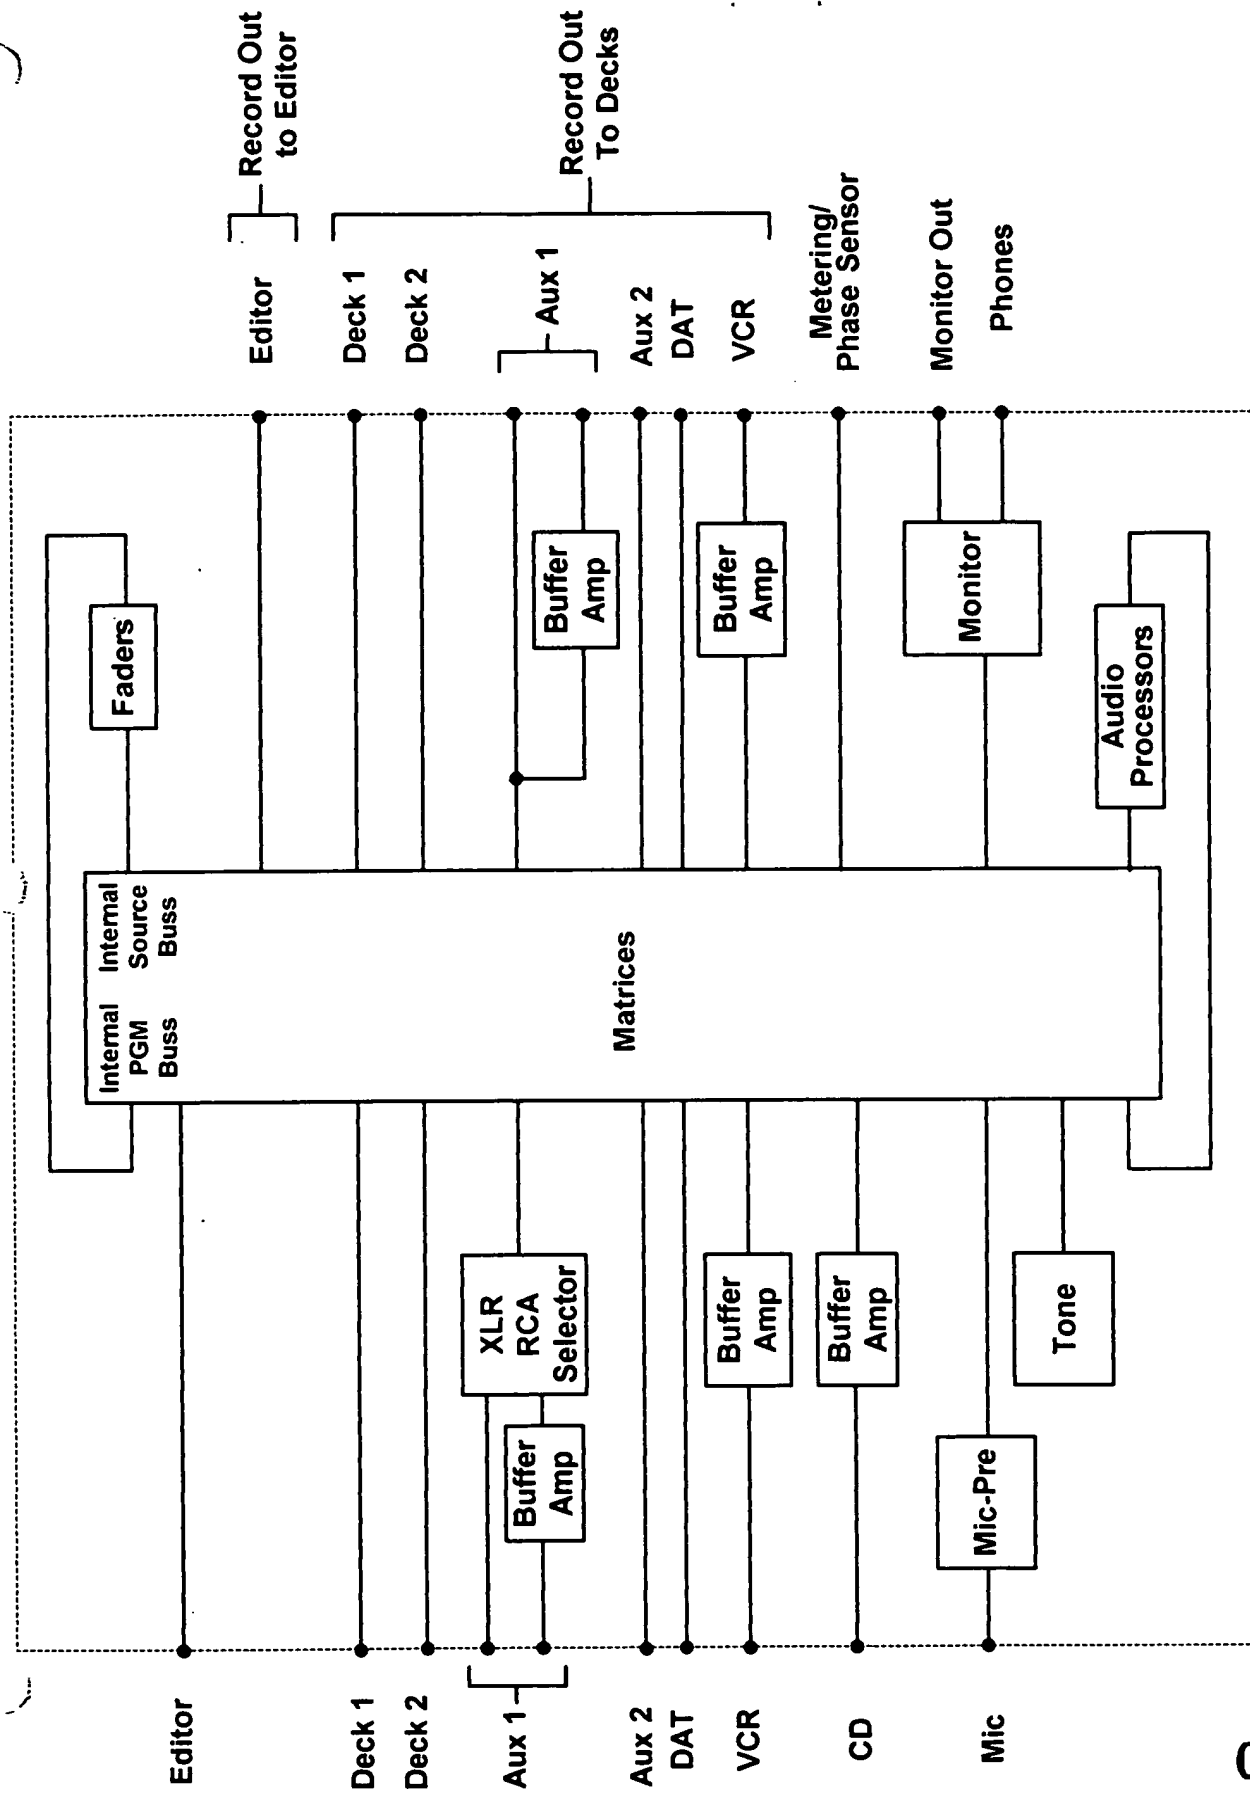 Editor
Deck 1
Deck 2
Aux 1
Aux 2
DAT
VCR
CD
Mic
Buffer
Amp
XLR
RCA
Selector
Buffer
Amp
Buffer
Amp
Mic-Pre
Tone
Internal
PGM
Buss
Internal
Source
Buss
Matrices
Faders
Buffer
Amp
Buffer
Amp
Monitor
Audio
Processors
Editor
Deck 1
Deck 2
Aux 1
Aux 2
DAT
VCR
Metering/
Phase Sensor
Monitor Out
Phones
Record Out
to Editor
Record Out
To Decks